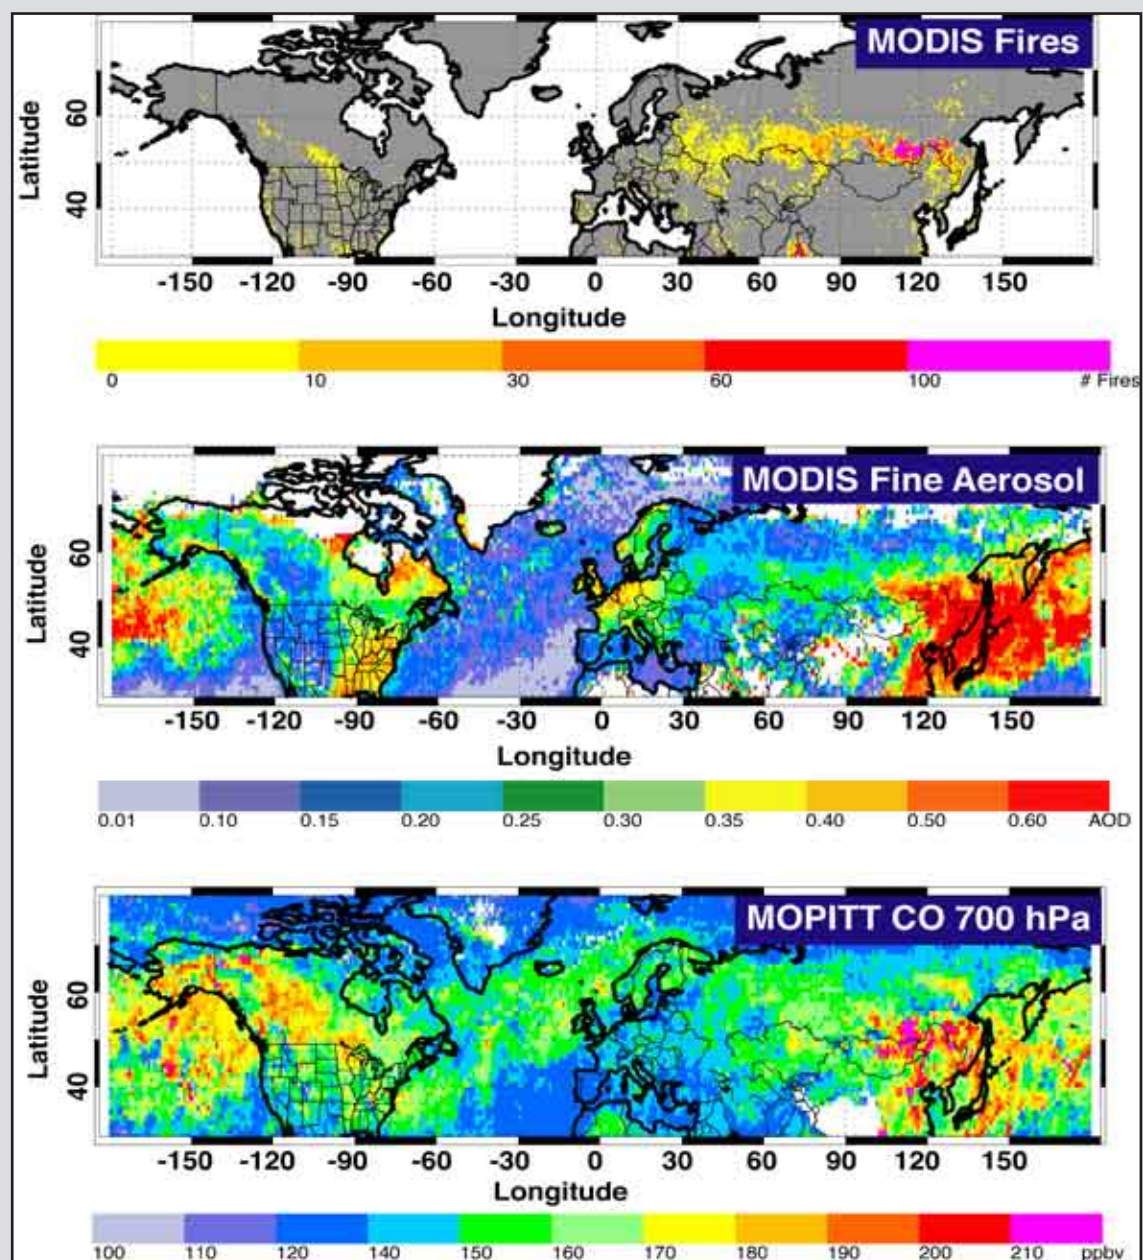 MODIS Fires
Latitude
60
40
-150 -120 -90 -60 -30 0 30 60 90 120 150
Longitude
0 10 30 60 100 # Fires
MODIS Fine Aerosol
Latitude
60
40
-150 -120 -90 -60 -30 0 30 60 90 120 150
Longitude
0.01 0.10 0.15 0.20 0.25 0.30 0.35 0.40 0.50 0.60 AOD
MOPITT CO 700 hPa
Latitude
60
40
-150 -120 -90 -60 -30 0 30 60 90 120 150
Longitude
100 110 120 140 150 160 170 180 190 200 210 ppbv